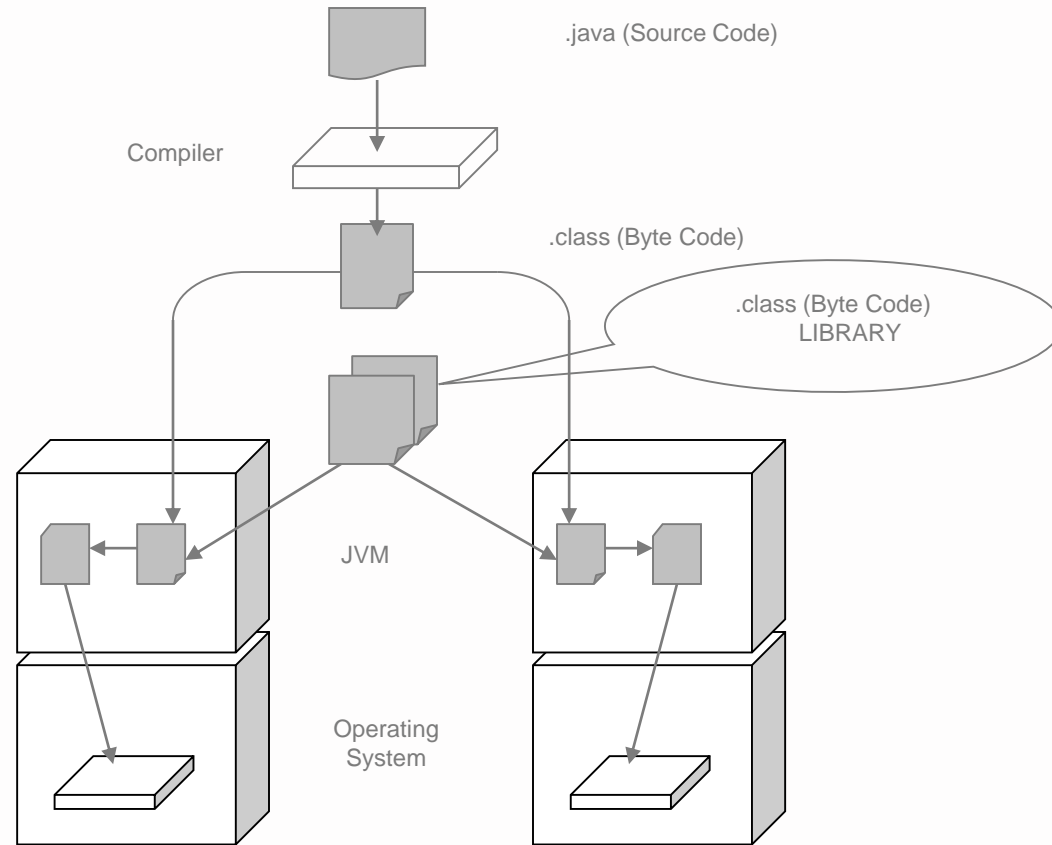 .java (Source Code)
Compiler
.class (Byte Code)
.class (Byte Code)
LIBRARY
JVM
Operating
System